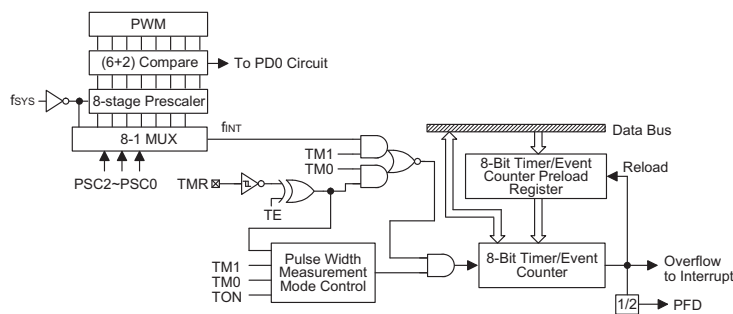 PWM
(6+2) Compare
To PD0 Circuit
fSYS
8-stage Prescaler
8-1 MUX
fINT
PSC2~PSC0
TM1
TM0
TMR
TE
Data Bus
8-Bit Timer/Event
Counter Preload
Register
Reload
TM1
TM0
TON
Pulse Width
Measurement
Mode Control
8-Bit Timer/Event
Counter
Overflow
to Interrupt
1/2
PFD